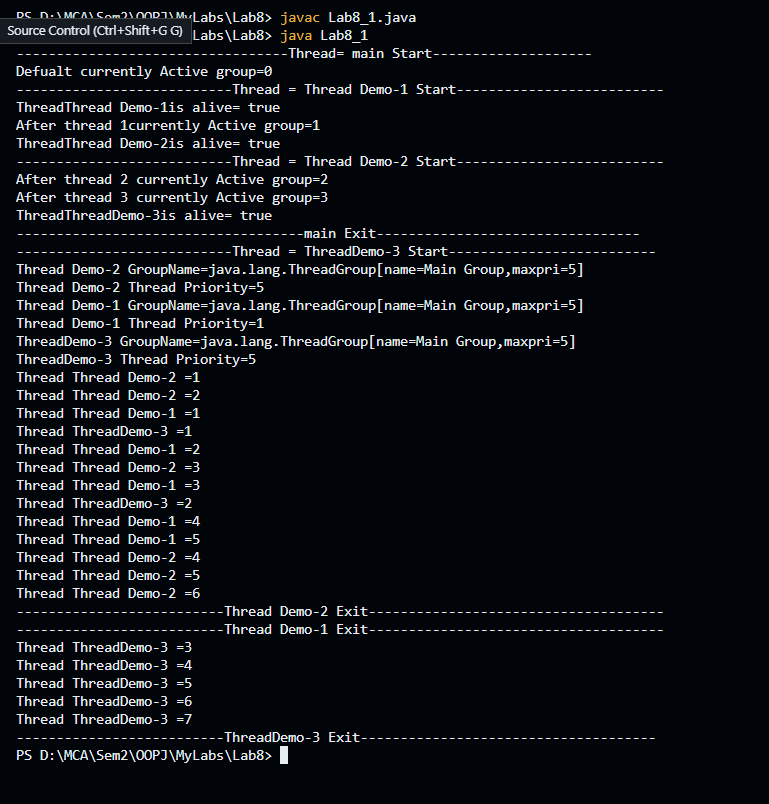 PS D:\MCA\Sem2\OOPJ\MyLabs\Lab8> javac Lab8_1.java
Source Control (Ctrl+Shift+G G)
Labs\Lab8> java Lab8_1
----------------------------------Thread= main Start--------------------
Defualt currently Active group=0
---------------------------Thread = Thread Demo-1 Start--------------------------
ThreadThread Demo-1is alive= true
After thread 1currently Active group=1
ThreadThread Demo-2is alive= true
---------------------------Thread = Thread Demo-2 Start--------------------------
After thread 2 currently Active group=2
After thread 3 currently Active group=3
ThreadThreadDemo-3is alive= true
------------------------------------main Exit---------------------------------
---------------------------Thread = ThreadDemo-3 Start--------------------------
Thread Demo-2 GroupName=java.lang.ThreadGroup[name=Main Group,maxpri=5]
Thread Demo-2 Thread Priority=5
Thread Demo-1 GroupName=java.lang.ThreadGroup[name=Main Group,maxpri=5]
Thread Demo-1 Thread Priority=1
ThreadDemo-3 GroupName=java.lang.ThreadGroup[name=Main Group,maxpri=5]
ThreadDemo-3 Thread Priority=5
Thread Thread Demo-2 =1
Thread Thread Demo-2 =2
Thread Thread Demo-1 =1
Thread ThreadDemo-3 =1
Thread Thread Demo-1 =2
Thread Thread Demo-2 =3
Thread Thread Demo-1 =3
Thread ThreadDemo-3 =2
Thread Thread Demo-1 =4
Thread Thread Demo-1 =5
Thread Thread Demo-2 =4
Thread Thread Demo-2 =5
Thread Thread Demo-2 =6
--------------------------Thread Demo-2 Exit-------------------------------------
--------------------------Thread Demo-1 Exit-------------------------------------
Thread ThreadDemo-3 =3
Thread ThreadDemo-3 =4
Thread ThreadDemo-3 =5
Thread ThreadDemo-3 =6
Thread ThreadDemo-3 =7
--------------------------ThreadDemo-3 Exit-------------------------------------
PS D:\MCA\Sem2\OOPJ\MyLabs\Lab8>